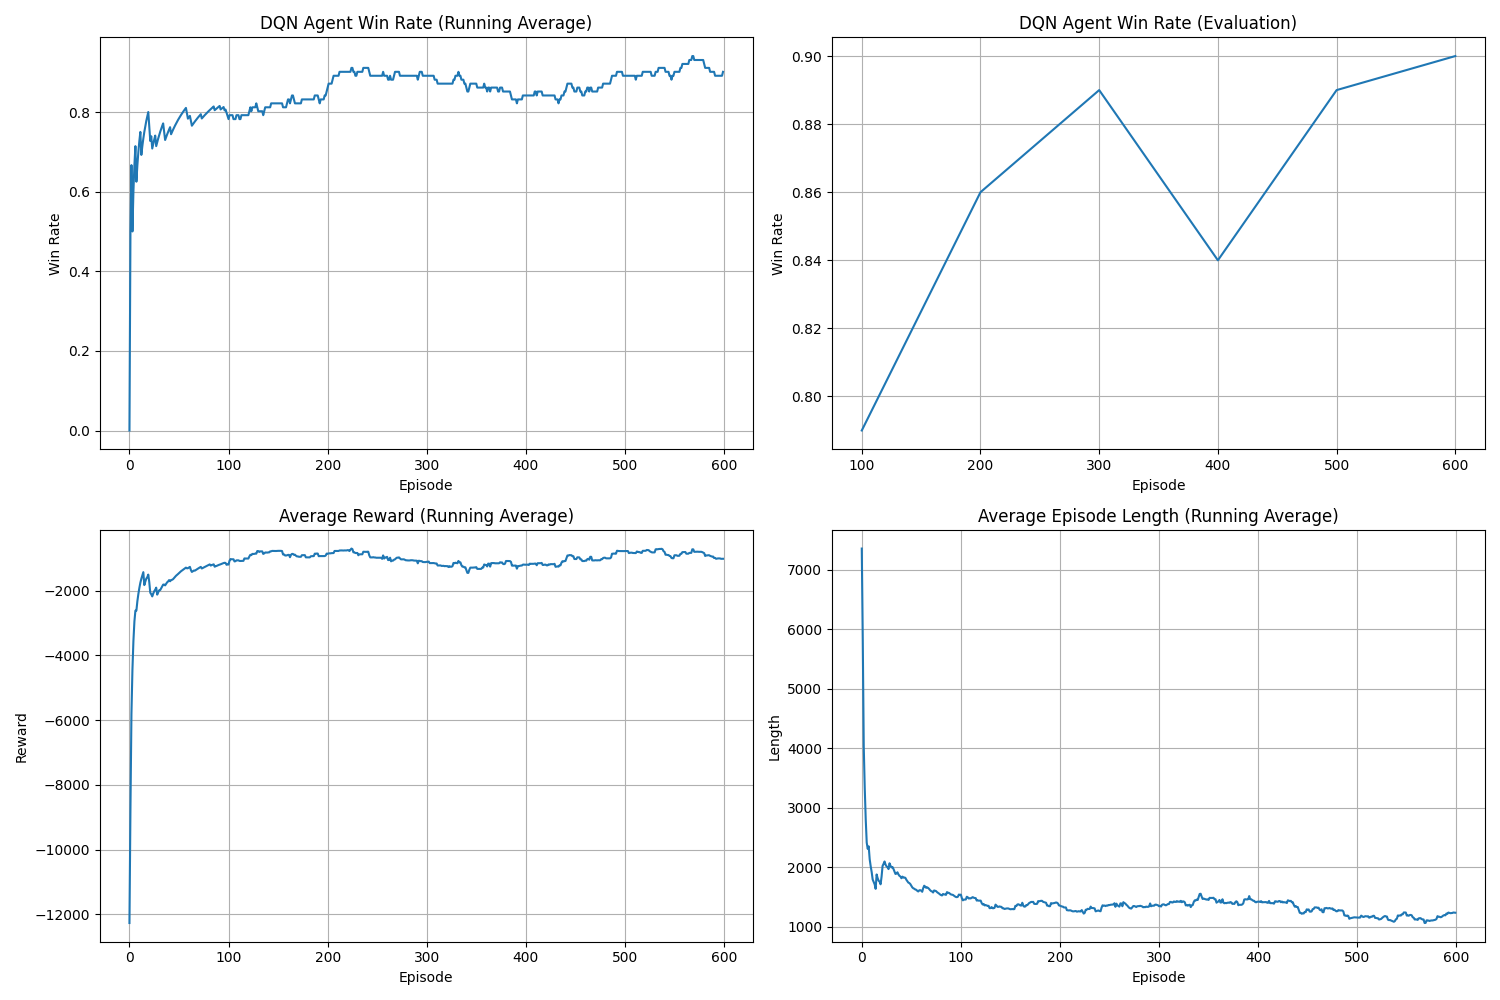 DQN Agent Win Rate (Running Average)
Win Rate
0.8
0.6
0.4
0.2
0.0
0 100 200 300 400 500 600
Episode
DQN Agent Win Rate (Evaluation)
Win Rate
0.90
0.88
0.86
0.84
0.82
0.80
100 200 300 400 500 600
Episode
Average Reward (Running Average)
Reward
−2000
−4000
−6000
−8000
−10000
−12000
0 100 200 300 400 500 600
Episode
Average Episode Length (Running Average)
Length
7000
6000
5000
4000
3000
2000
1000
0 100 200 300 400 500 600
Episode